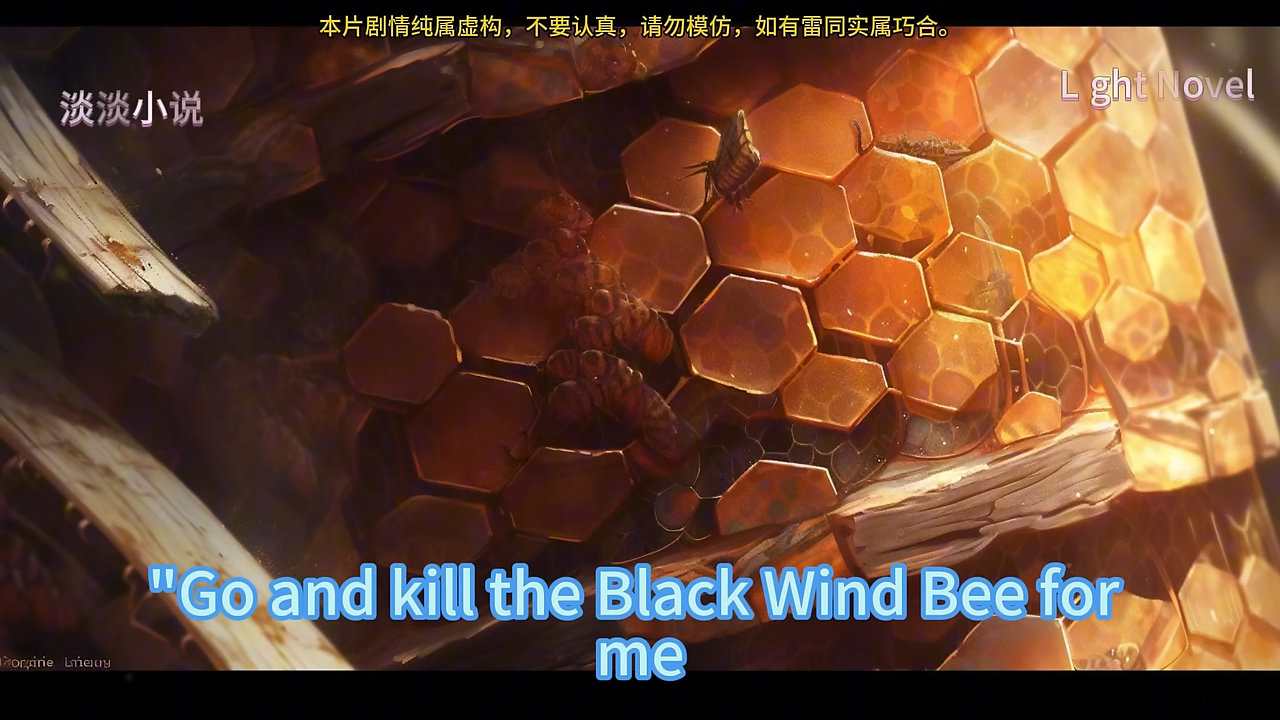 本片剧情纯属虚构，不要认真，请勿模仿，如有雷同实属巧合。
淡淡小说
L ght Novel
"Go and kill the Black Wind Bee for
me